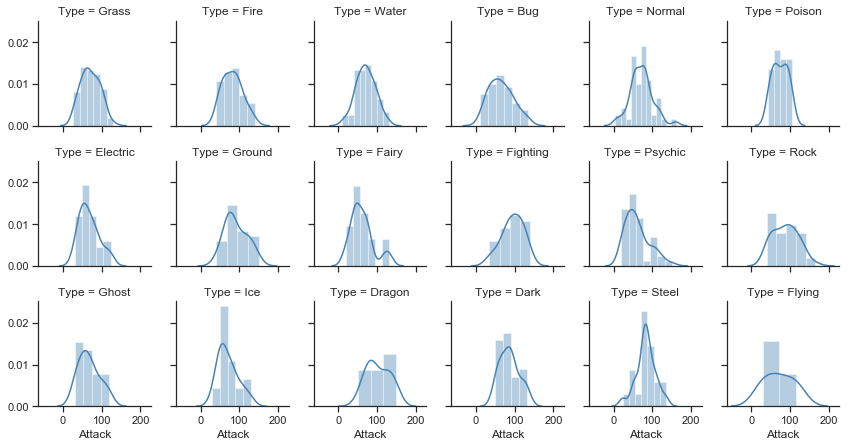 Type = Grass Type = Fire Type = Water Type = Bug Type = Normal Type = Poison
0.02
0.01
0.00
Type = Electric Type = Ground Type = Fairy Type = Fighting Type = Psychic Type = Rock
0.02
0.01
0.00
Type = Ghost Type = Ice Type = Dragon Type = Dark Type = Steel Type = Flying
0.02
0.01
0.00
0 100 200 0 100 200 0 100 200 0 100 200 0 100 200 0 100 200
Attack Attack Attack Attack Attack Attack